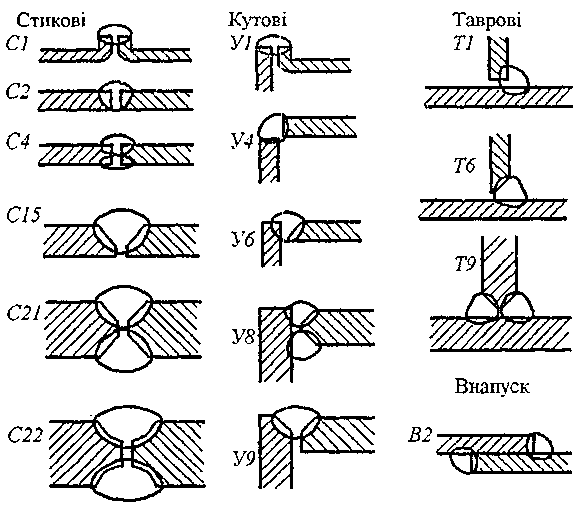 Стикові
С1
С2
С4
С15
С21
С22
Кутові
У1
У4
У6
У8
У9
Таврові
Т1
Т6
Т9
Внапуск
В2